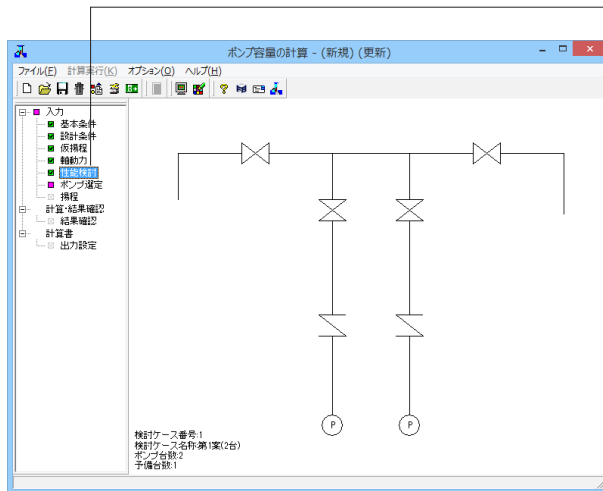 ポンプ容量の計算 - (新規) (更新)
ファイル(F) 計算実行(K) オプション(O) ヘルプ(H)
入力
基本条件
設計条件
仮揚程
軸動力
性能検討
ポンプ選定
揚程
計算・結果確認
結果確認
計算書
出力設定
P P
検討ケース番号:1
検討ケース名称:第1案(2台)
ポンプ台数:2
予備台数:1